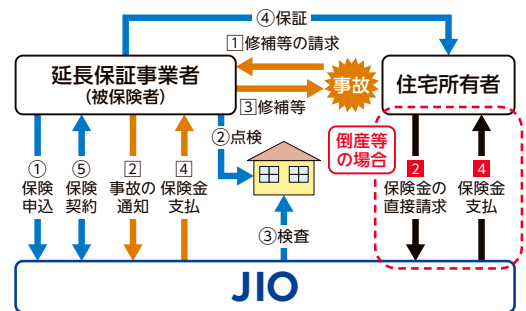 ④保証
1修補等の請求
延長保証事業者
(被保険者)
事故
住宅所有者
3修補等
②点検
倒産等
の場合
①
保険
申込
⑤
保険
契約
2
事故の
通知
4
保険金
支払
2
保険金の
直接請求
4
保険金
支払
③検査
JIO